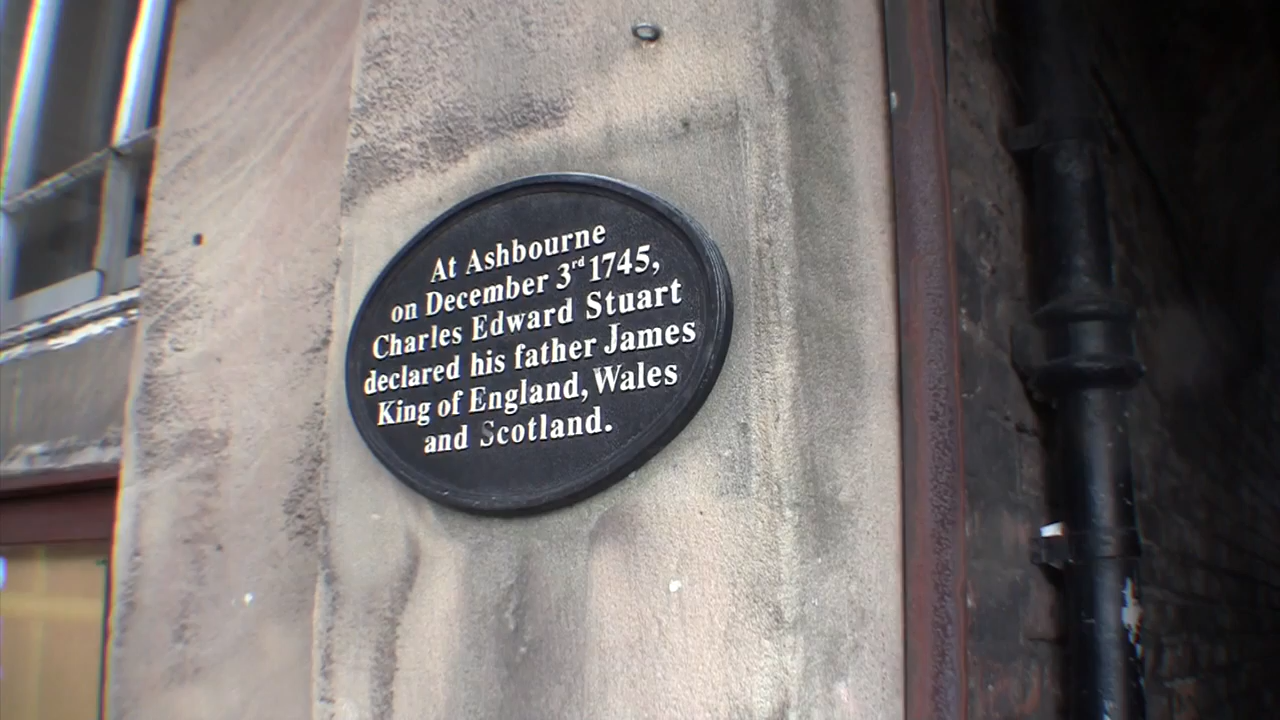 At Ashbourne
on December 3rd 1745,
Charles Edward Stuart
declared his father James
King of England, Wales
and Scotland.